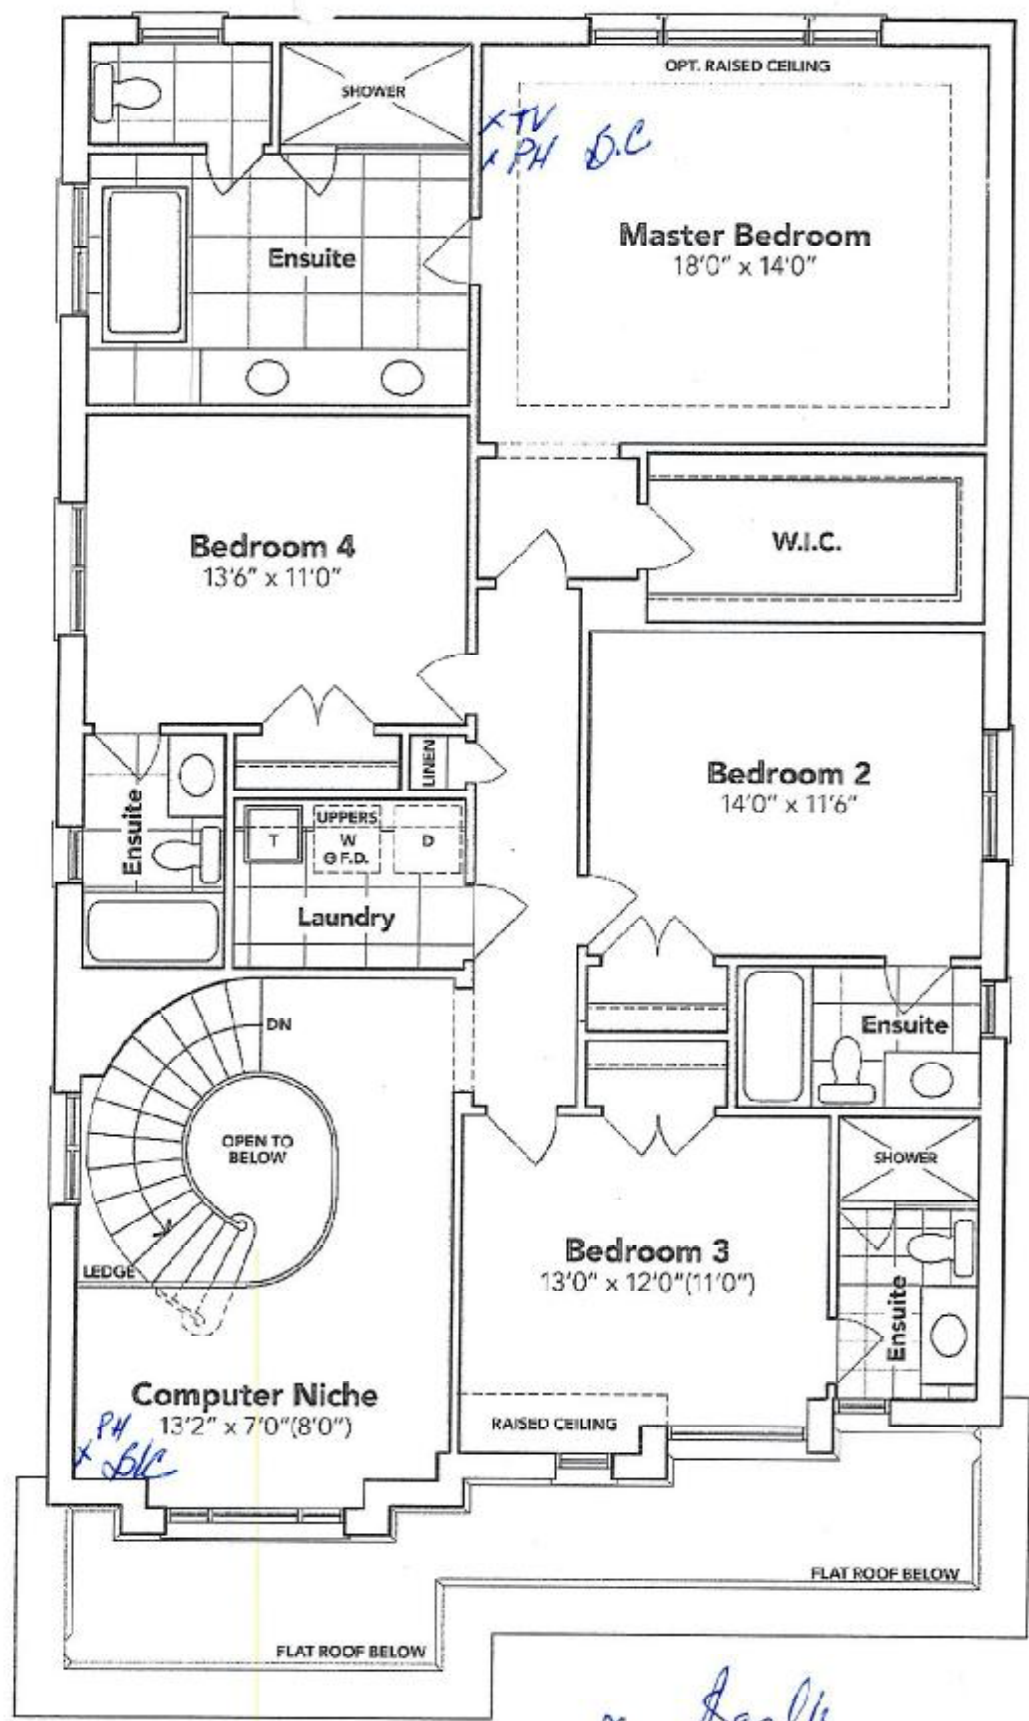 OPT. RAISED CEILING
SHOWER
x TV
x PH B.C
Master Bedroom
18'0" x 14'0"
Ensuite
Bedroom 4
13'6" x 11'0"
W.I.C.
LINEN
Bedroom 2
14'0" x 11'6"
Ensuite
UPPERS
T
W
D
F.D.
Laundry
DN
Ensuite
OPEN TO
BELOW
SHOWER
LEDGE
Bedroom 3
13'0" x 12'0"(11'0")
Ensuite
Computer Niche
13'2" x 7'0"(8'0")
PH
x
RAISED CEILING
FLAT ROOF BELOW
FLAT ROOF BELOW